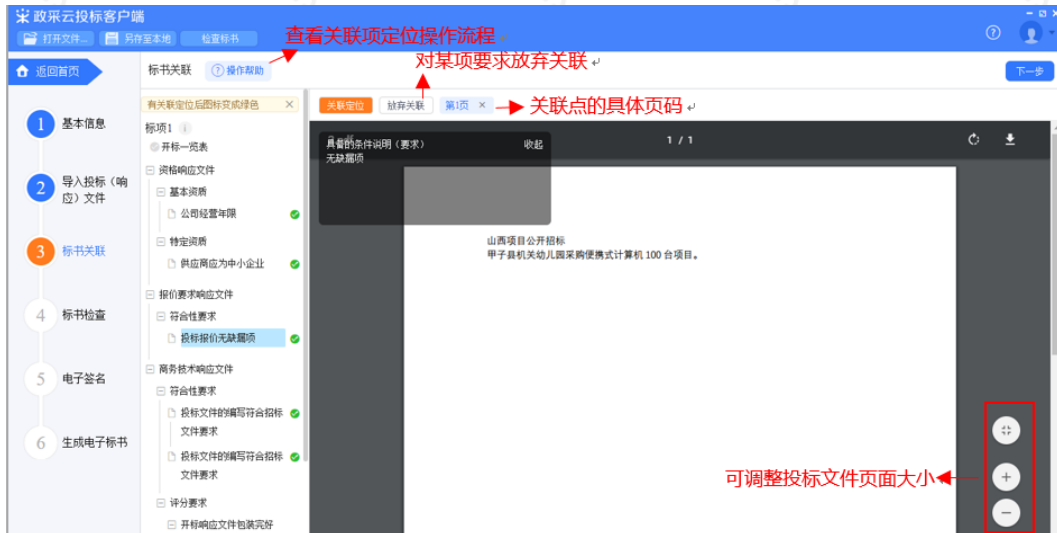 政采云投标客户端
打开文件... 另存至本地 检查标书
查看关联项定位操作流程
返回首页
标书关联 操作帮助
对某项要求放弃关联
下一步
有关联定位后图标变成绿色 ×
关联定位 放弃关联 第1页 ×
关联点的具体页码
1 基本信息
2 导入投标（响
应）文件
3 标书关联
4 标书检查
5 电子签名
6 生成电子标书
标项1
开标一览表
资格响应文件
基本资质
公司经营年限
特定资质
供应商应为中小企业
报价要求响应文件
符合性要求
投标报价无缺漏项
商务技术响应文件
符合性要求
投标文件的编写符合招标
文件要求
投标文件的编写符合招标
文件要求
评分要求
开标响应文件包装完好
具备的条件说明（要求） 收起
无缺漏项
1 / 1
山西项目公开招标
甲子县机关幼儿园采购便携式计算机 100 台项目。
可调整投标文件页面大小